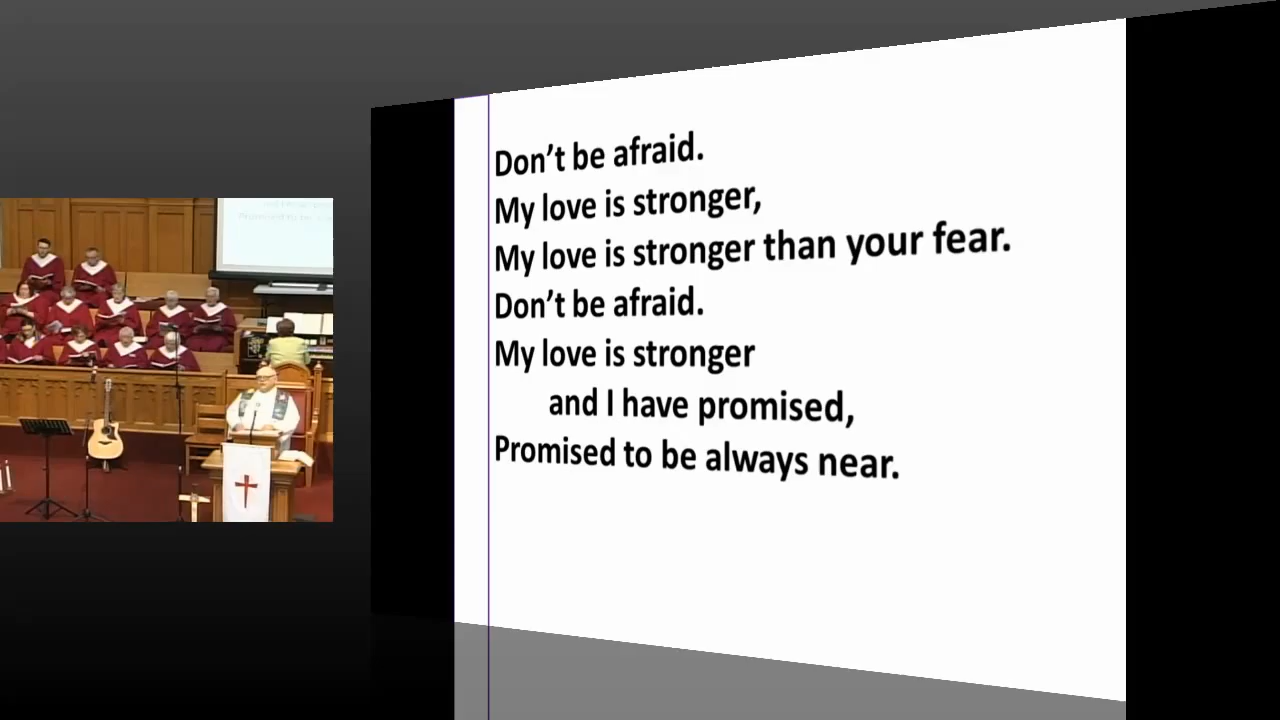 Don’t be afraid.
My love is stronger,
My love is stronger than your fear.
Don’t be afraid.
My love is stronger
and I have promised,
Promised to be always near.